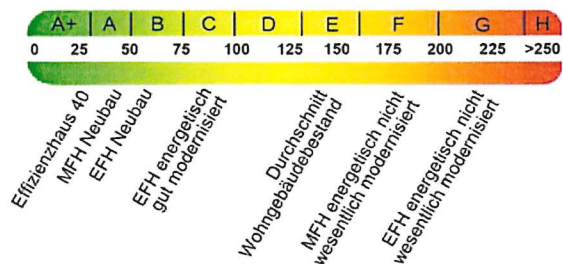 A+ A B C D E F G H
0 25 50 75 100 125 150 175 200 225 >250
Effizienzhaus 40
MFH Neubau
EFH Neubau
EFH energetisch
gut modernisiert
Durchschnitt
Wohngebäudebestand
MFH energetisch nicht
wesentlich modernisiert
EFH energetisch nicht
wesentlich modernisiert